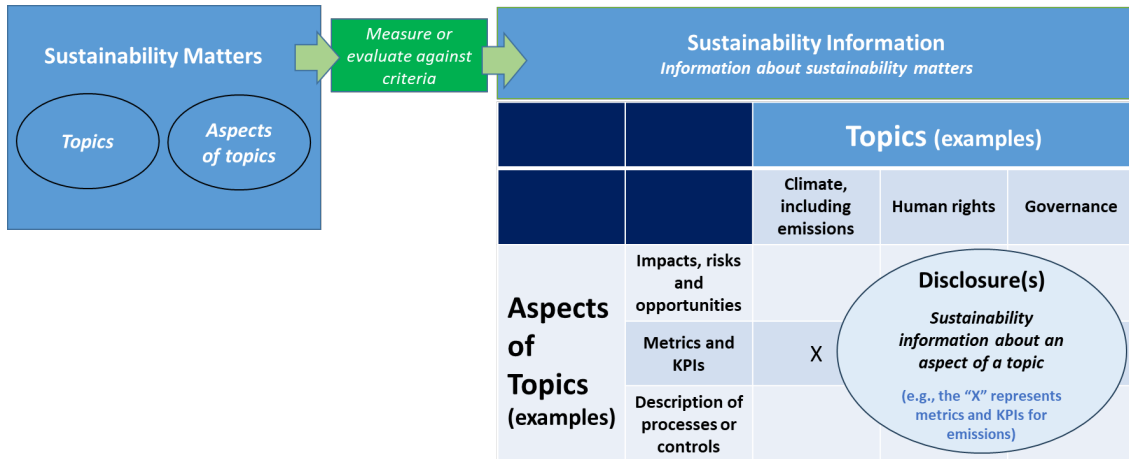 Sustainability Matters
Topics
Aspects
of topics
Measure or
evaluate against
criteria
Sustainability Information
Information about sustainability matters
Topics (examples)
Climate,
including
emissions
Human rights
Governance
Aspects
of
Topics
(examples)
Impacts, risks
and
opportunities
Metrics and
KPIs
X
Description of
processes or
controls
Disclosure(s)
Sustainability
information about an
aspect of a topic
(e.g., the “X” represents
metrics and KPIs for
emissions)